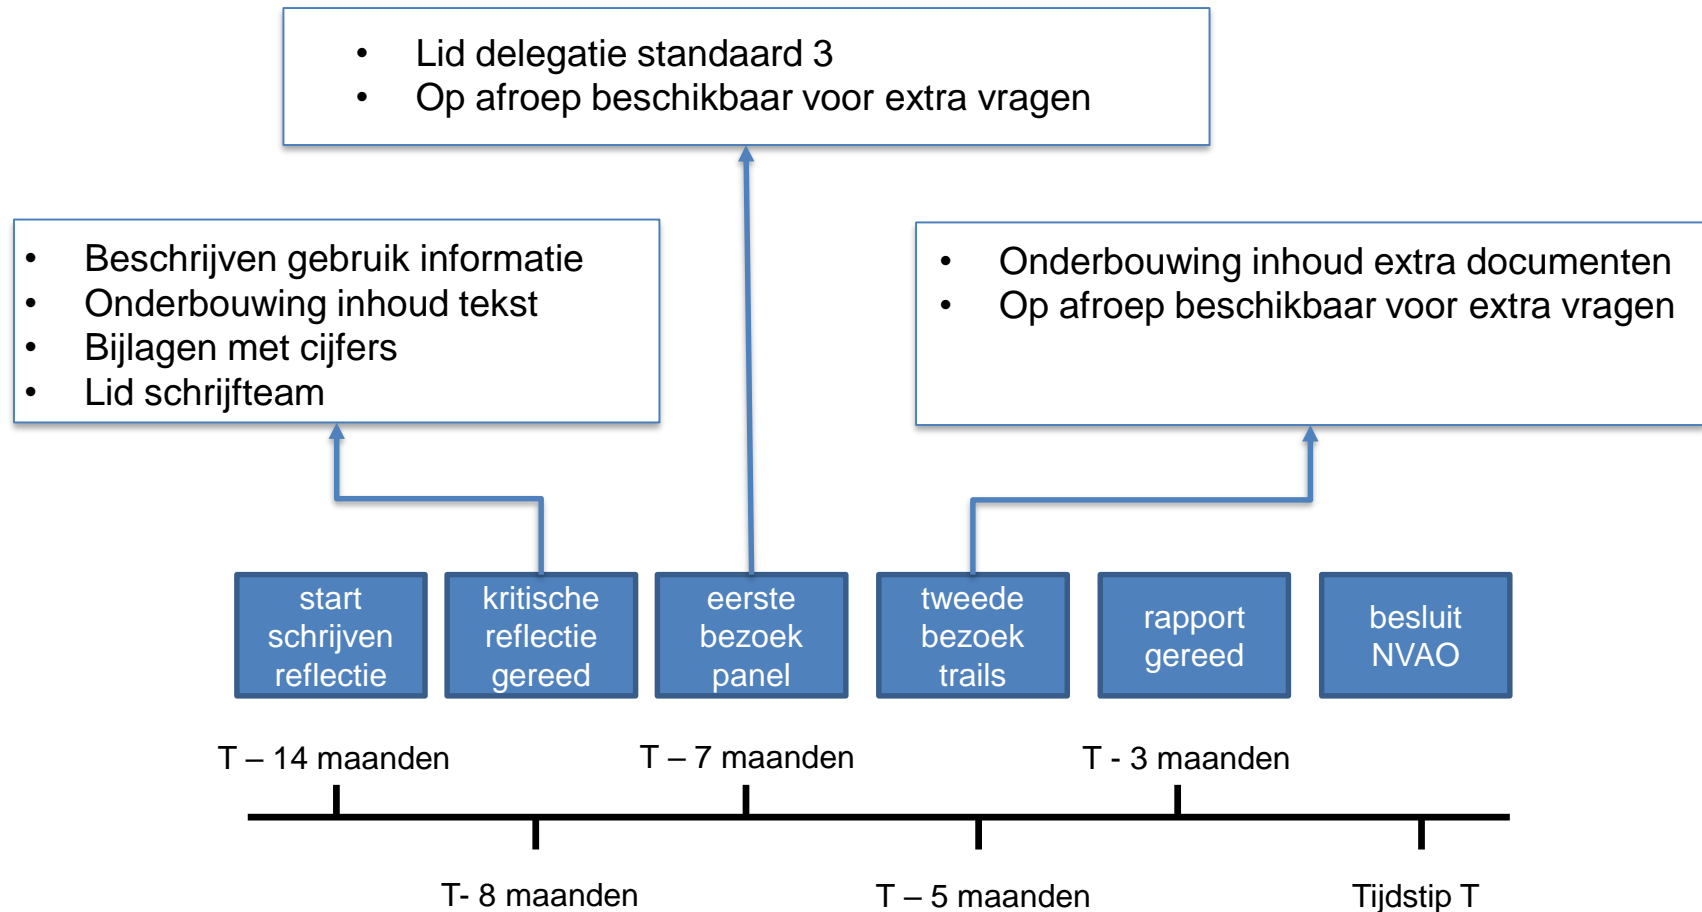 • Lid delegatie standaard 3
• Op afroep beschikbaar voor extra vragen
• Beschrijven gebruik informatie
• Onderbouwing inhoud tekst
• Bijlagen met cijfers
• Lid schrijfteam
• Onderbouwing inhoud extra documenten
• Op afroep beschikbaar voor extra vragen
start
schrijven
reflectie
kritische
reflectie
gereed
eerste
bezoek
panel
tweede
bezoek
trails
rapport
gereed
besluit
NVAO
T – 14 maanden
T – 7 maanden
T - 3 maanden
T- 8 maanden
T – 5 maanden
Tijdstip T